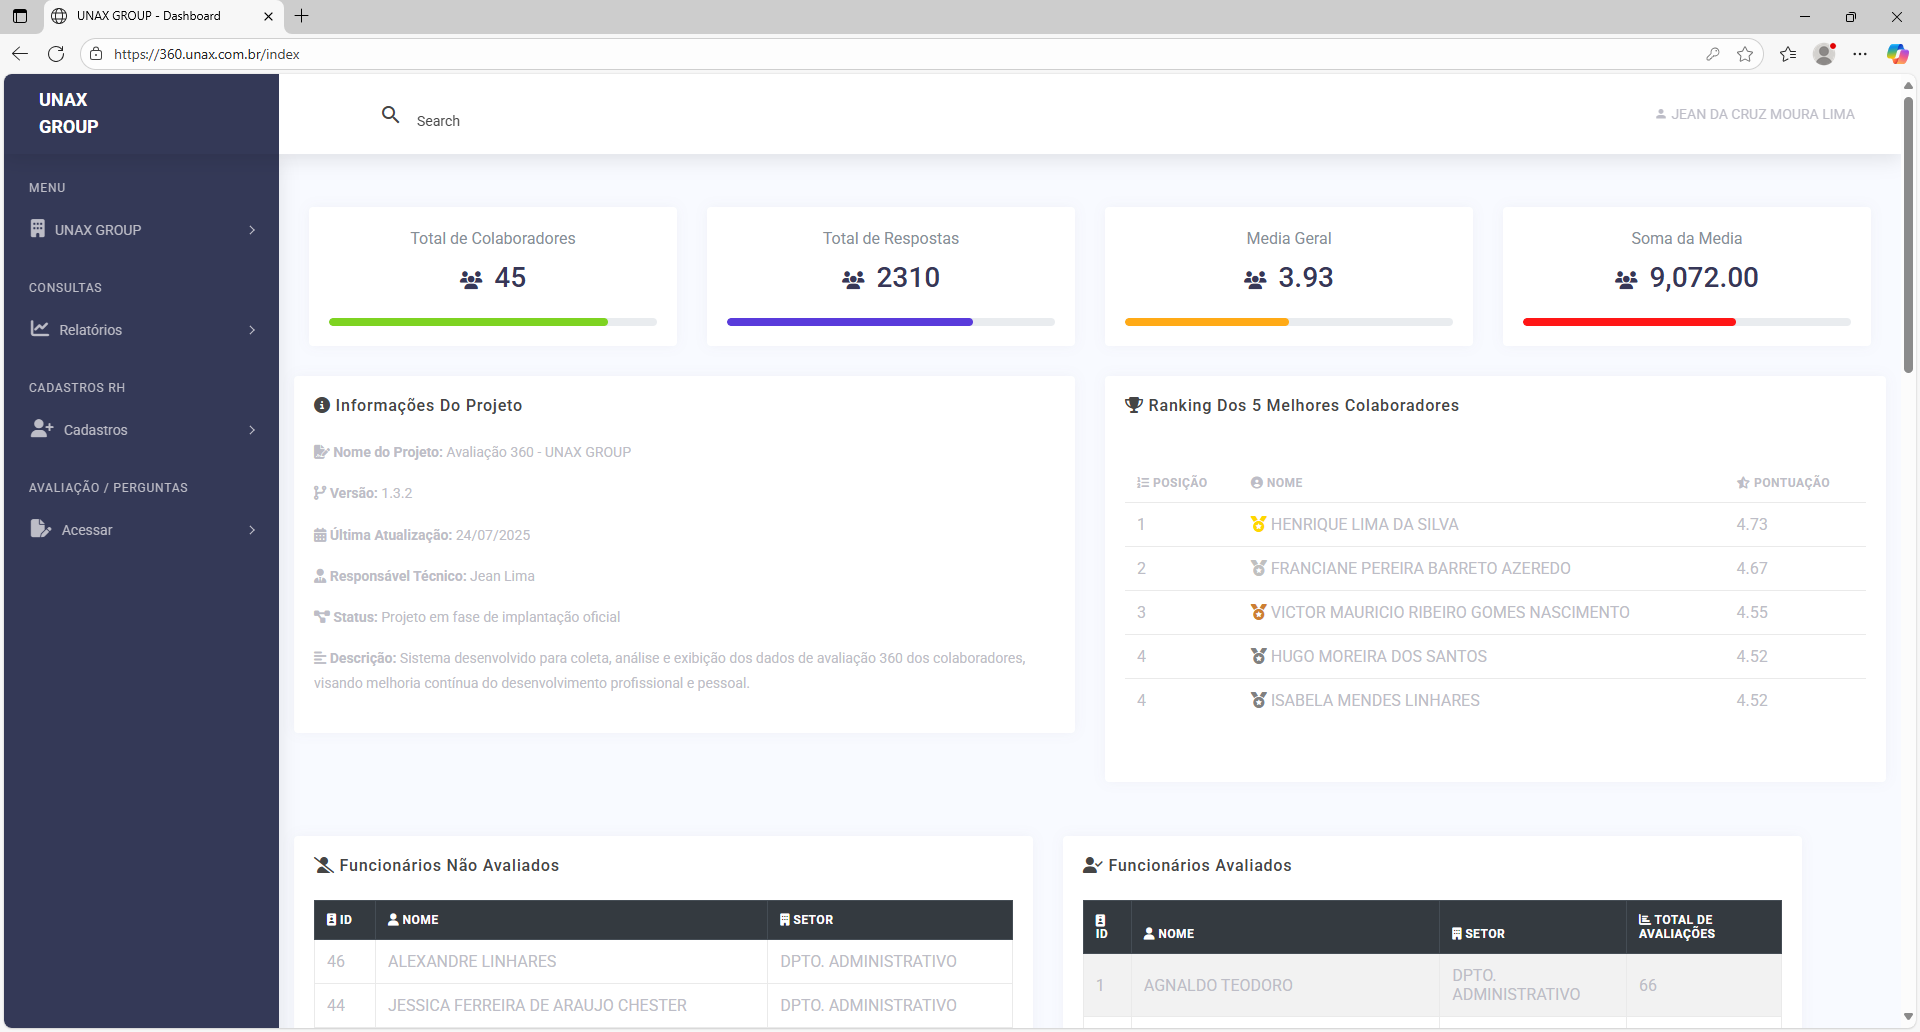 UNAX GROUP - Dashboard
https://360.unax.com.br/index
UNAX
GROUP
MENU
UNAX GROUP
CONSULTAS
Relatórios
CADASTROS RH
Cadastros
AVALIAÇÃO / PERGUNTAS
Acessar
Search
JEAN DA CRUZ MOURA LIMA
Total de Colaboradores
45
Total de Respostas
2310
Media Geral
3.93
Soma da Media
9,072.00
Informações Do Projeto
Nome do Projeto: Avaliação 360 - UNAX GROUP
Versão: 1.3.2
Última Atualização: 24/07/2025
Responsável Técnico: Jean Lima
Status: Projeto em fase de implantação oficial
Descrição: Sistema desenvolvido para coleta, análise e exibição dos dados de avaliação 360 dos colaboradores,
visando melhoria contínua do desenvolvimento profissional e pessoal.
Ranking Dos 5 Melhores Colaboradores
POSIÇÃO NOME PONTUAÇÃO
1 HENRIQUE LIMA DA SILVA 4.73
2 FRANCIANE PEREIRA BARRETO AZEREDO 4.67
3 VICTOR MAURICIO RIBEIRO GOMES NASCIMENTO 4.55
4 HUGO MOREIRA DOS SANTOS 4.52
4 ISABELA MENDES LINHARES 4.52
Funcionários Não Avaliados
ID NOME SETOR
46 ALEXANDRE LINHARES DPTO. ADMINISTRATIVO
44 JESSICA FERREIRA DE ARAUJO CHESTER DPTO. ADMINISTRATIVO
Funcionários Avaliados
ID NOME SETOR TOTAL DE
AVALIAÇÕES
1 AGNALDO TEODORO DPTO.
ADMINISTRATIVO 66